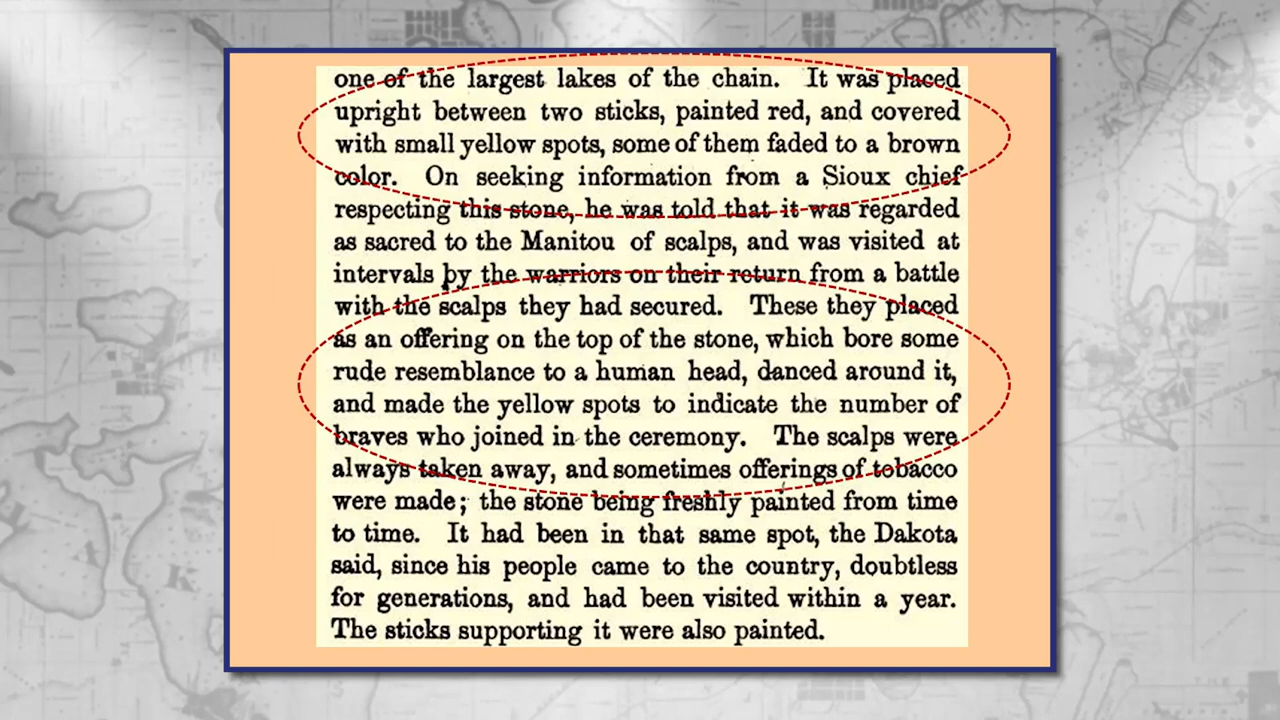 one of the largest lakes of the chain. It was placed
upright between two sticks, painted red, and covered
with small yellow spots, some of them faded to a brown
color. On seeking information from a Sioux chief
respecting this stone, he was told that it was regarded
as sacred to the Manitou of scalps, and was visited at
intervals by the warriors on their return from a battle
with the scalps they had secured. These they placed
as an offering on the top of the stone, which bore some
rude resemblance to a human head, danced around it,
and made the yellow spots to indicate the number of
braves who joined in the ceremony. The scalps were
always taken away, and sometimes offerings of tobacco
were made; the stone being freshly painted from time
to time. It had been in that same spot, the Dakota
said, since his people came to the country, doubtless
for generations, and had been visited within a year.
The sticks supporting it were also painted.